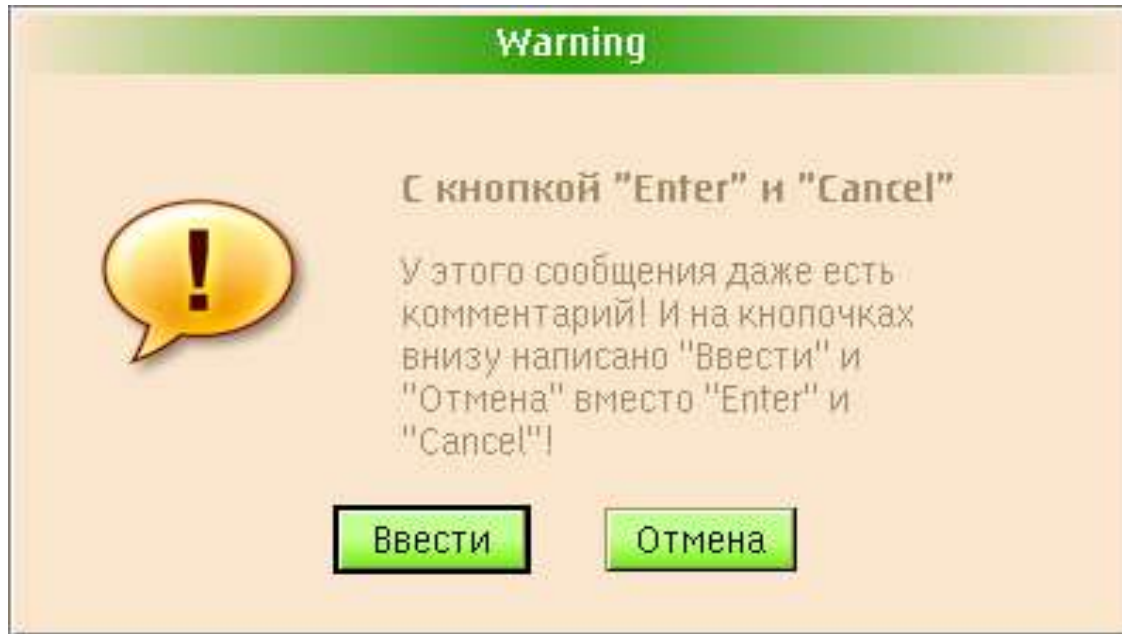 Warning
С кнопкой "Enter" и "Cancel"
У этого сообщения даже есть
комментарий! И на кнопочках
внизу написано "Ввести" и
"Отмена" вместо "Enter" и
"Cancel"!
Ввести
Отмена